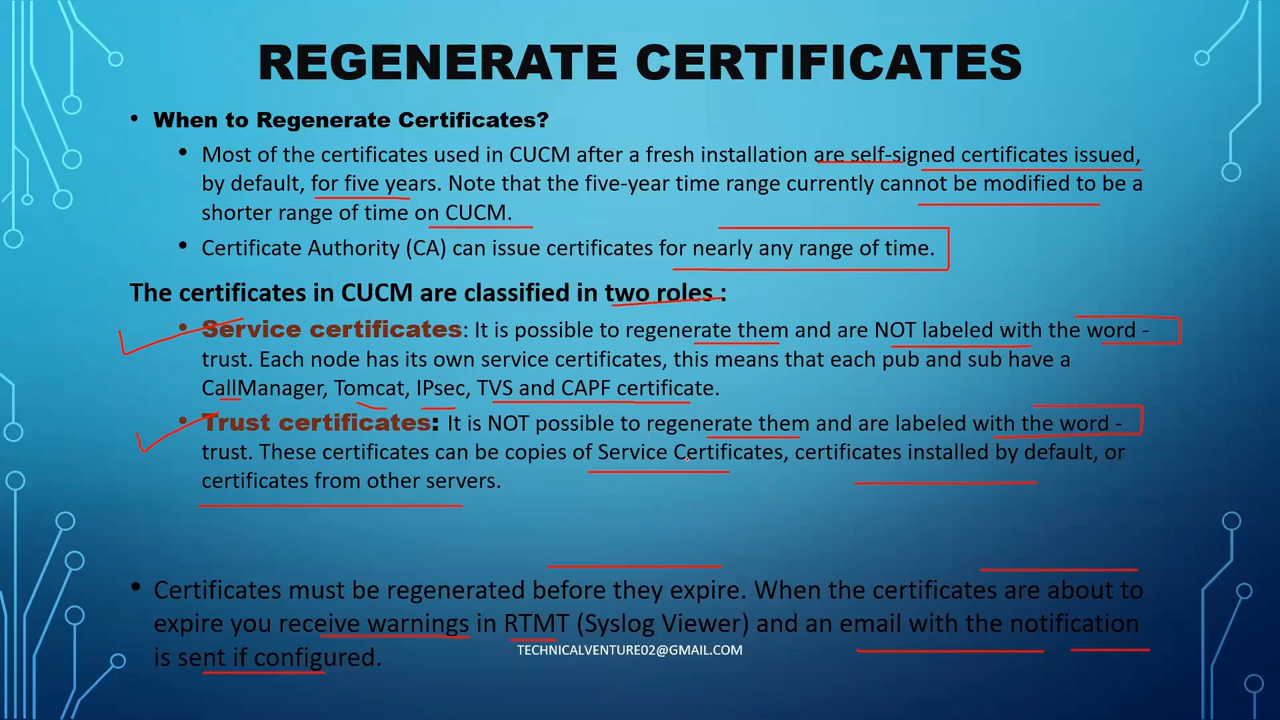 REGENERATE CERTIFICATES
• When to Regenerate Certificates?
• Most of the certificates used in CUCM after a fresh installation are self-signed certificates issued,
by default, for five years. Note that the five-year time range currently cannot be modified to be a
shorter range of time on CUCM.
• Certificate Authority (CA) can issue certificates for nearly any range of time.
The certificates in CUCM are classified in two roles :
• Service certificates: It is possible to regenerate them and are NOT labeled with the word -
trust. Each node has its own service certificates, this means that each pub and sub have a
CallManager, Tomcat, IPsec, TVS and CAPF certificate.
• Trust certificates: It is NOT possible to regenerate them and are labeled with the word -
trust. These certificates can be copies of Service Certificates, certificates installed by default, or
certificates from other servers.
• Certificates must be regenerated before they expire. When the certificates are about to
expire you receive warnings in RTMT (Syslog Viewer) and an email with the notification
is sent if configured.
TECHNICALVENTURE02@GMAIL.COM